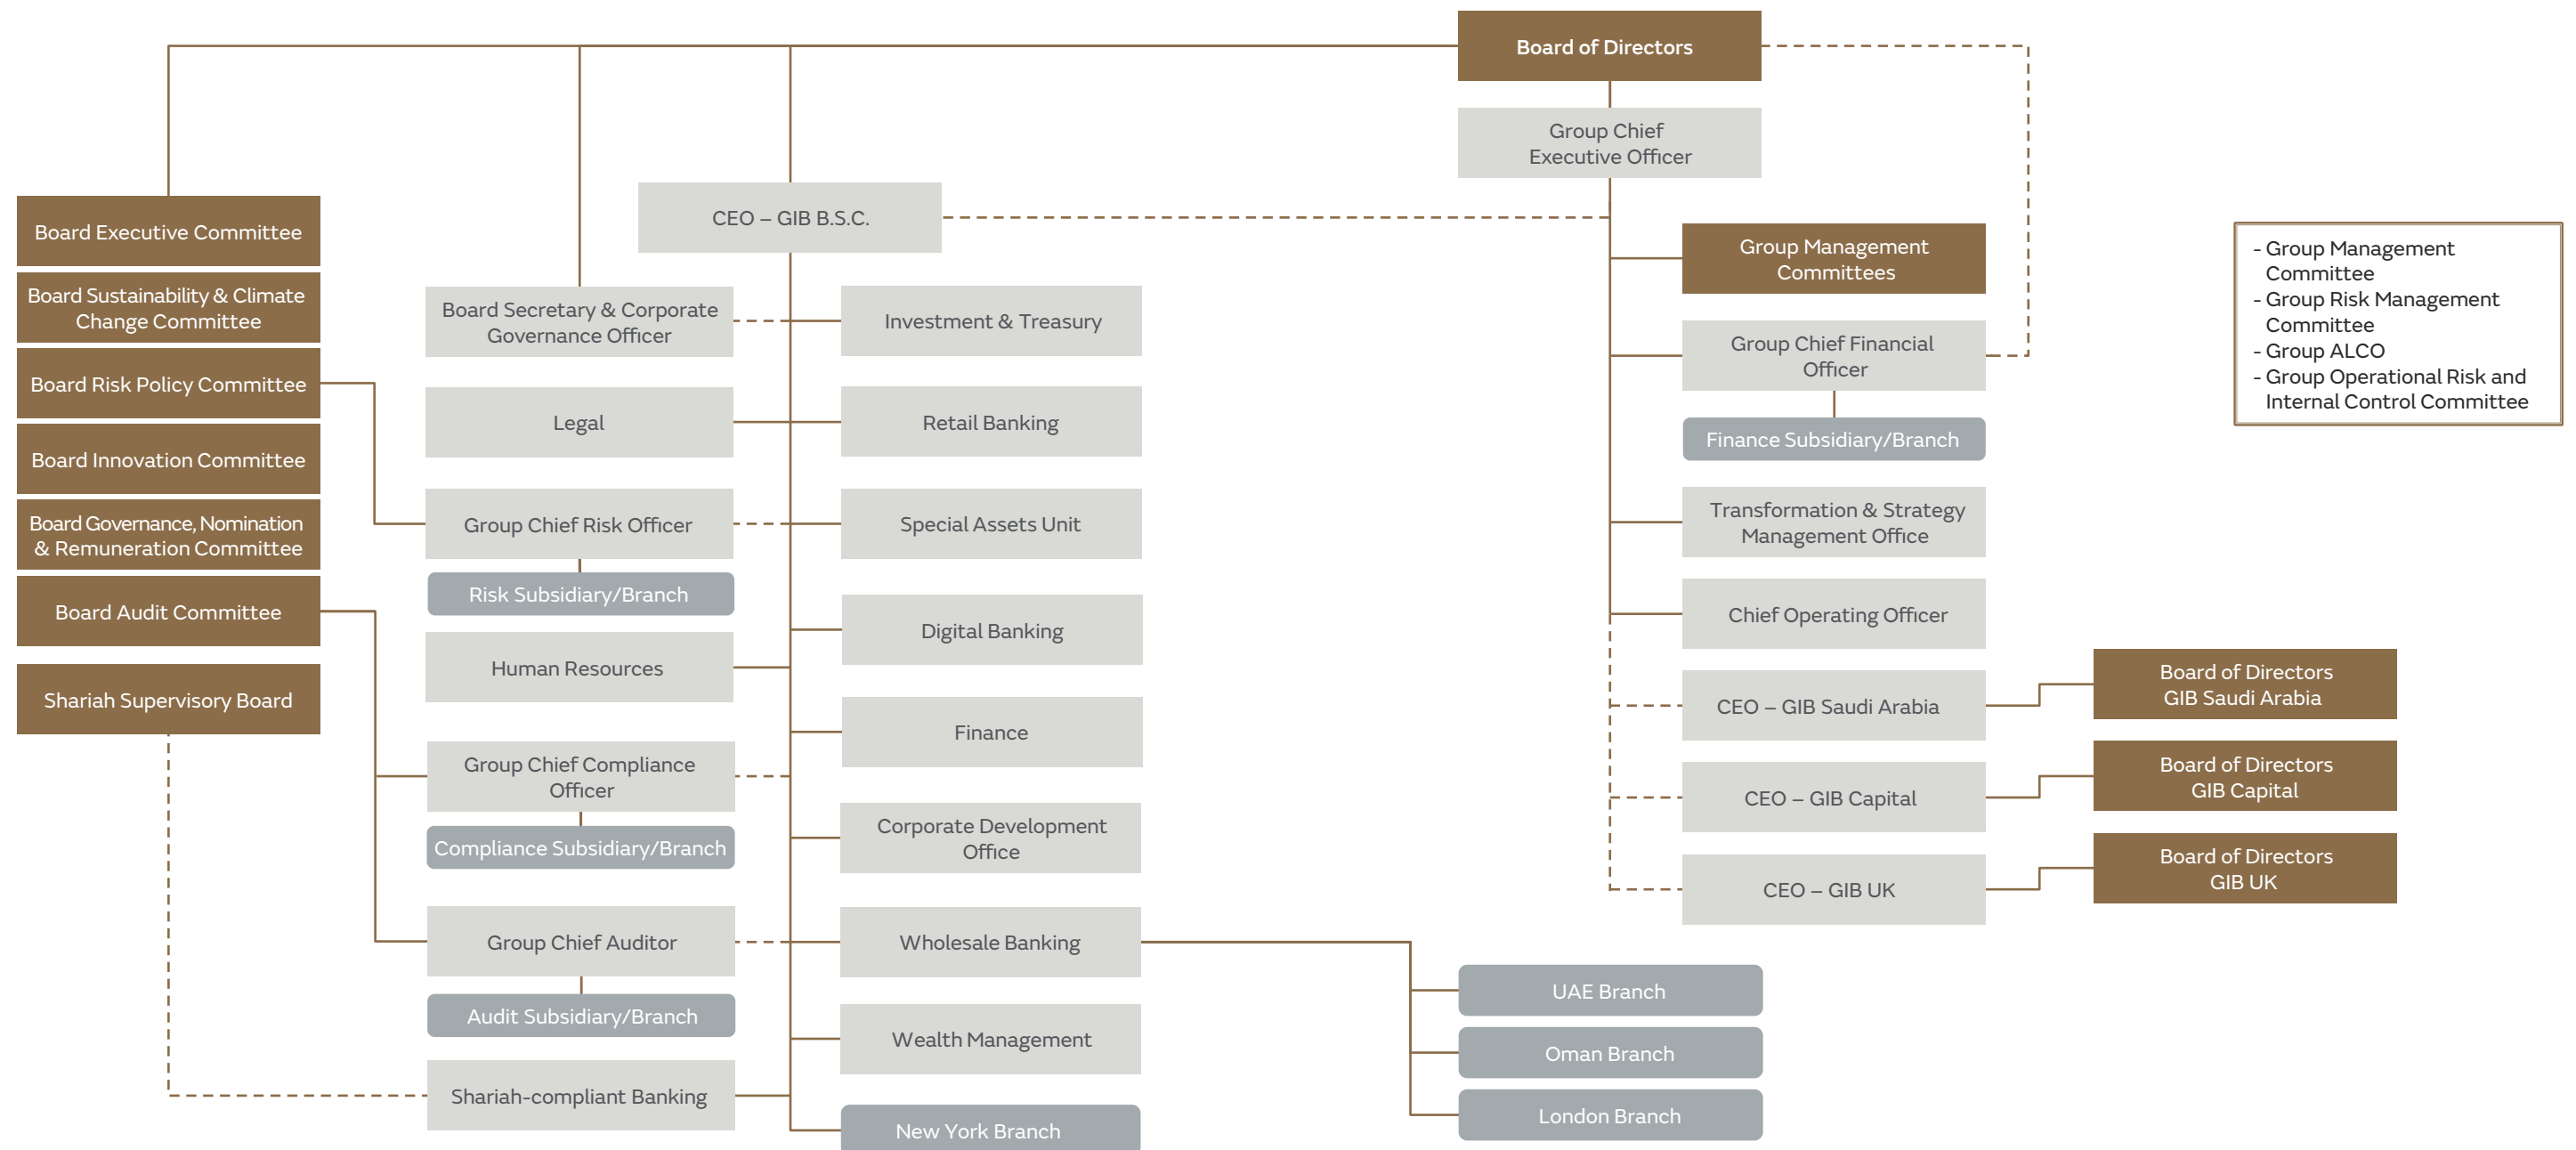 Board of Directors
Group Chief
Executive Officer
CEO – GIB B.S.C.
Board Executive Committee
Board Sustainability & Climate
Change Committee
Board Risk Policy Committee
Board Innovation Committee
Board Governance, Nomination
& Remuneration Committee
Board Audit Committee
Shariah Supervisory Board
Board Secretary & Corporate
Governance Officer
Legal
Group Chief Risk Officer
Risk Subsidiary/Branch
Human Resources
Group Chief Compliance
Officer
Compliance Subsidiary/Branch
Group Chief Auditor
Audit Subsidiary/Branch
Shariah-compliant Banking
Investment & Treasury
Retail Banking
Special Assets Unit
Digital Banking
Finance
Corporate Development
Office
Wholesale Banking
Wealth Management
New York Branch
UAE Branch
Oman Branch
London Branch
Group Management
Committees
Group Chief Financial
Officer
Finance Subsidiary/Branch
Transformation & Strategy
Management Office
Chief Operating Officer
CEO – GIB Saudi Arabia
CEO – GIB Capital
CEO – GIB UK
Board of Directors
GIB Saudi Arabia
Board of Directors
GIB Capital
Board of Directors
GIB UK
- Group Management
Committee
- Group Risk Management
Committee
- Group ALCO
- Group Operational Risk and
Internal Control Committee